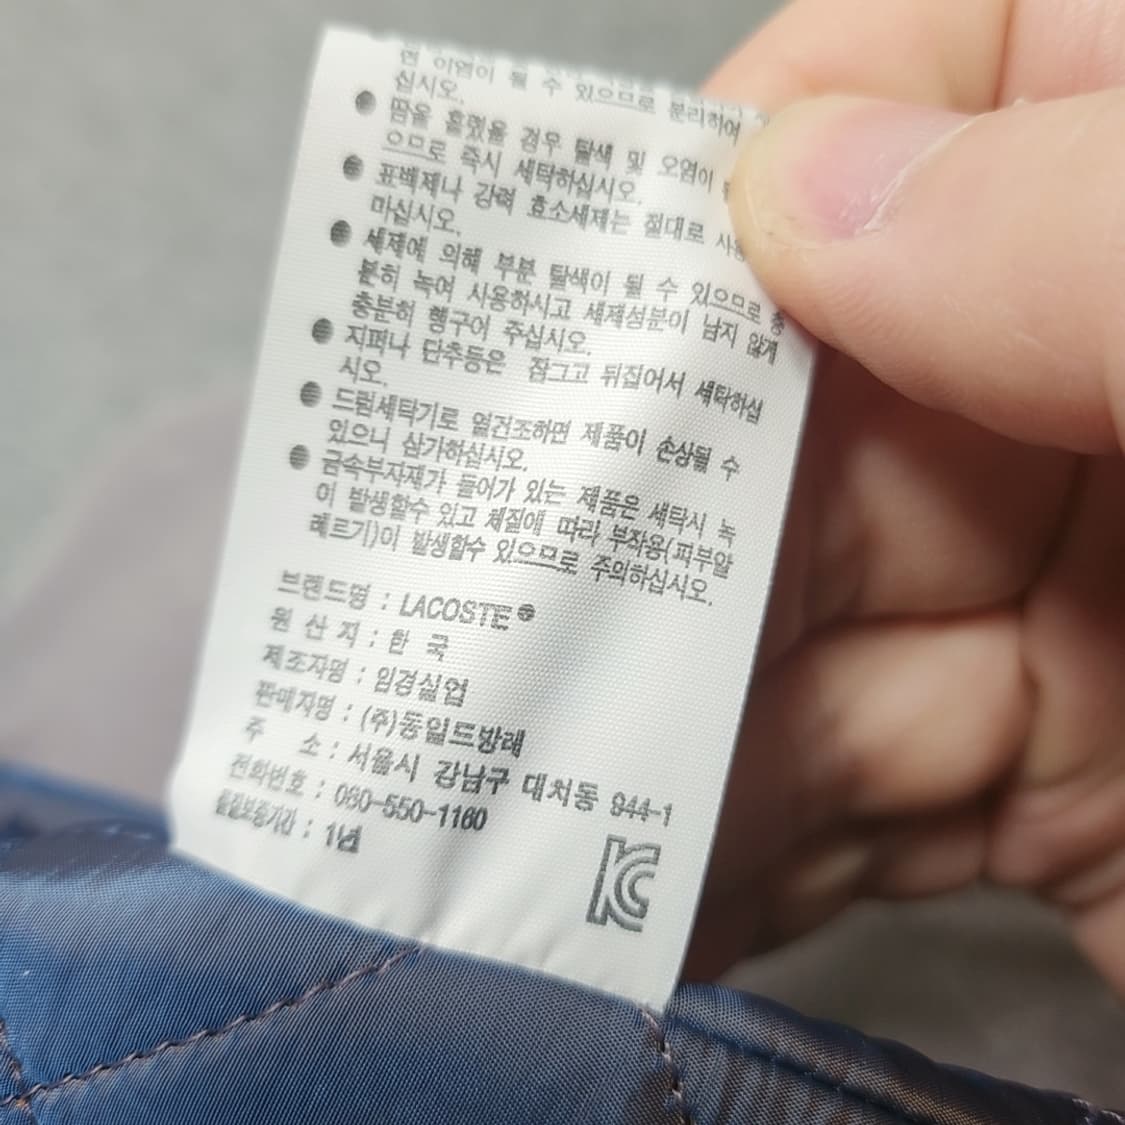 면 이염이 될 수 있으므로 분리하여
십시오.
● 땀을 흘렸을 경우 탈색 및 오염이
으므로 즉시 세탁하십시오.
● 표백제나 강력 효소세제는 절대로 사용
마십시오.
● 세제에 의해 부분 탈색이 될 수 있으므로 충
분히 녹여 사용하시고 세제성분이 남지 않게
충분히 헹구어 주십시오.
● 지퍼나 단추등은 잠그고 뒤집어서 세탁하십
시오.
● 드럼세탁기로 열건조하면 제품이 손상될 수
있으니 삼가하십시오.
● 금속부자재가 들어가 있는 제품은 세탁시 녹
이 발생할수 있고 체질에 따라 부작용(피부알
레르기)이 발생할수 있으므로 주의하십시오.
브랜드명 : LACOSTE
원 산 지 : 한 국
제조자명 : 임경실업
판매자명 : (주)동일드방레
주 소 : 서울시 강남구 대치동 944-1
전화번호 : 080-550-1160
품질보증기간 : 1년
KC